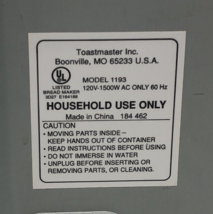 Toastmaster Inc.
Boonville, MO 65233 U.S.A.
UL
LISTED
BREAD MAKER
MODEL 1193
120V-1500W AC ONLY 60 Hz
HOUSEHOLD USE ONLY
Made in China 184 462
CAUTION
• MOVING PARTS INSIDE–
KEEP HANDS OUT OF CONTAINER
• READ INSTRUCTIONS BEFORE USING
• DO NOT IMMERSE IN WATER
• UNPLUG BEFORE INSERTING OR
REMOVING PARTS, OR CLEANING.